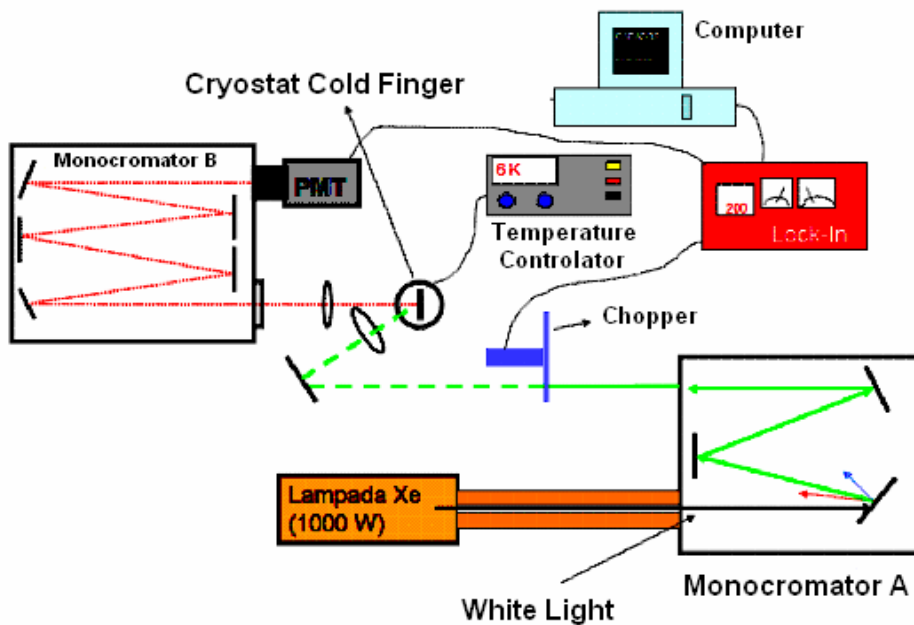 Computer
Cryostat Cold Finger
Monocromator B
PMT
6K
Temperature
Controlator
200
Lock-In
Chopper
Lampada Xe
(1000 W)
White Light
Monocromator A